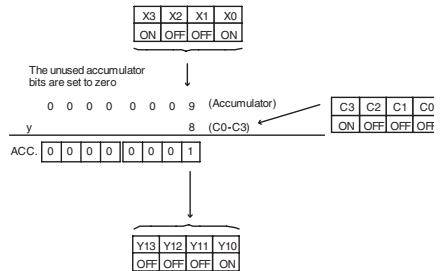 X3 X2 X1 X0
ON OFF OFF ON
The unused accumulator
bits are set to zero
0 0 0 0 0 0 0 9 (Accumulator)
C3 C2 C1 C0
y 8 (C0-C3)
ON OFF OFF OFF
ACC. 0 0 0 0 0 0 0 1
Y13 Y12 Y11 Y10
OFF OFF OFF ON